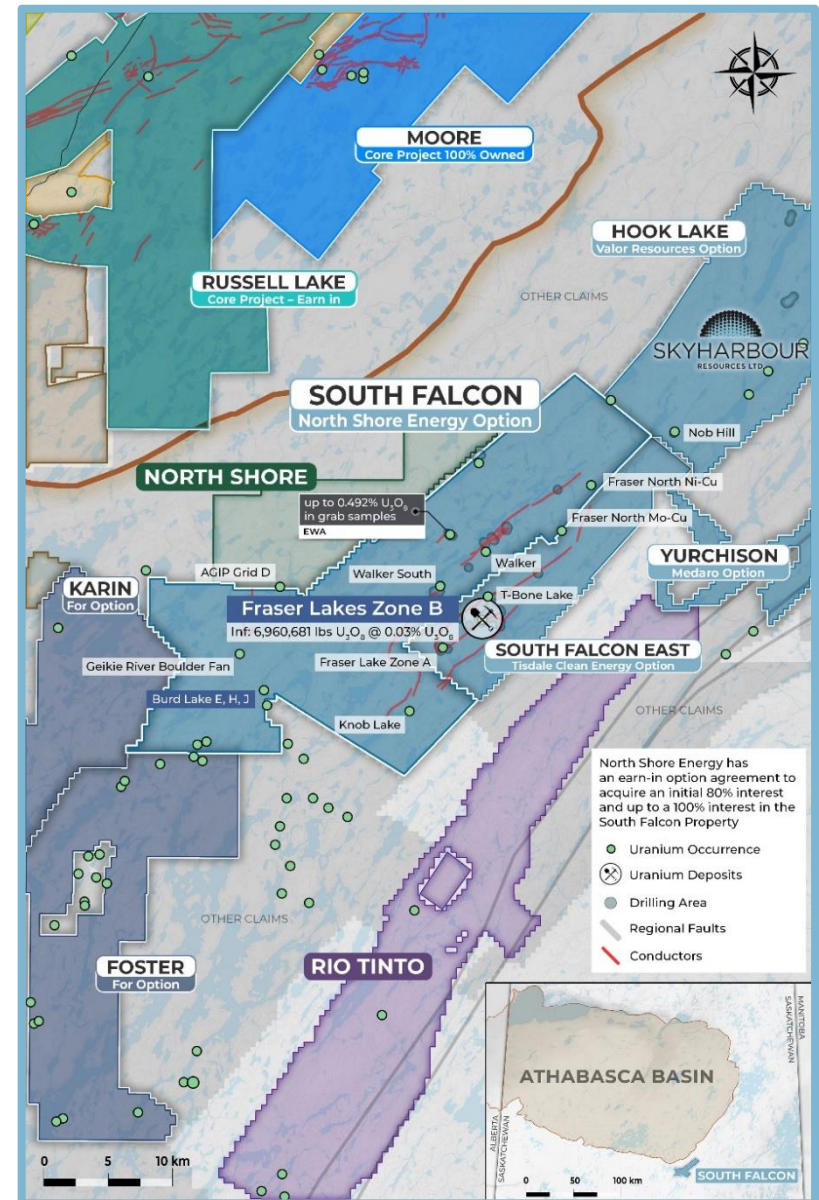 MOORE
Core Project 100% Owned
HOOK LAKE
Valor Resources Option
RUSSELL LAKE
Core Project – Earn in
OTHER CLAIMS
SKYHARBOUR
RESOURCES LTD
SOUTH FALCON
North Shore Energy Option
Nob Hill
NORTH SHORE
Fraser North Ni-Cu
up to 0.492% U₃O₈
in grab samples
EWA
Fraser North Mo-Cu
YURCHISON
Medaro Option
Walker
AGIP Grid D
Walker South
KARIN
For Option
T-Bone Lake
Fraser Lakes Zone B
Inf: 6,960,681 lbs U₃O₈ @ 0.03% U₃O₈
SOUTH FALCON EAST
Tisdale Clean Energy Option
Geikie River Boulder Fan
Fraser Lake Zone A
Burd Lake E, H, J
OTHER CLAIMS
Knob Lake
North Shore Energy has
an earn-in option agreement to
acquire an initial 80% interest
and up to a 100% interest in the
South Falcon Property
Uranium Occurrence
Uranium Deposits
Drilling Area
Regional Faults
Conductors
OTHER CLAIMS
FOSTER
For Option
RIO TINTO
MANITOBA
SASKATCHEWAN
ATHABASCA BASIN
ALBERTA
SASKATCHEWAN
SOUTH FALCON
0 5 10 km
0 50 100 km